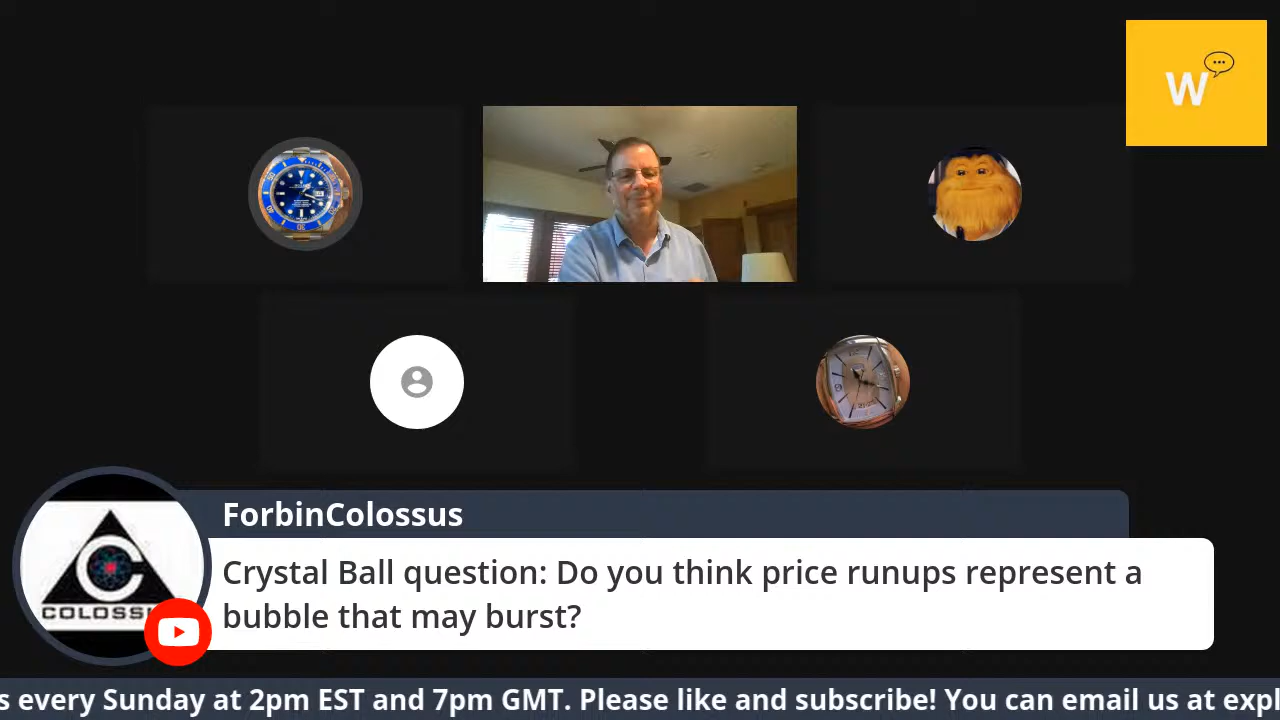 W
ForbinColossus
Crystal Ball question: Do you think price runups represent a
bubble that may burst?
C
COLOSS
s every Sunday at 2pm EST and 7pm GMT. Please like and subscribe! You can email us at expl